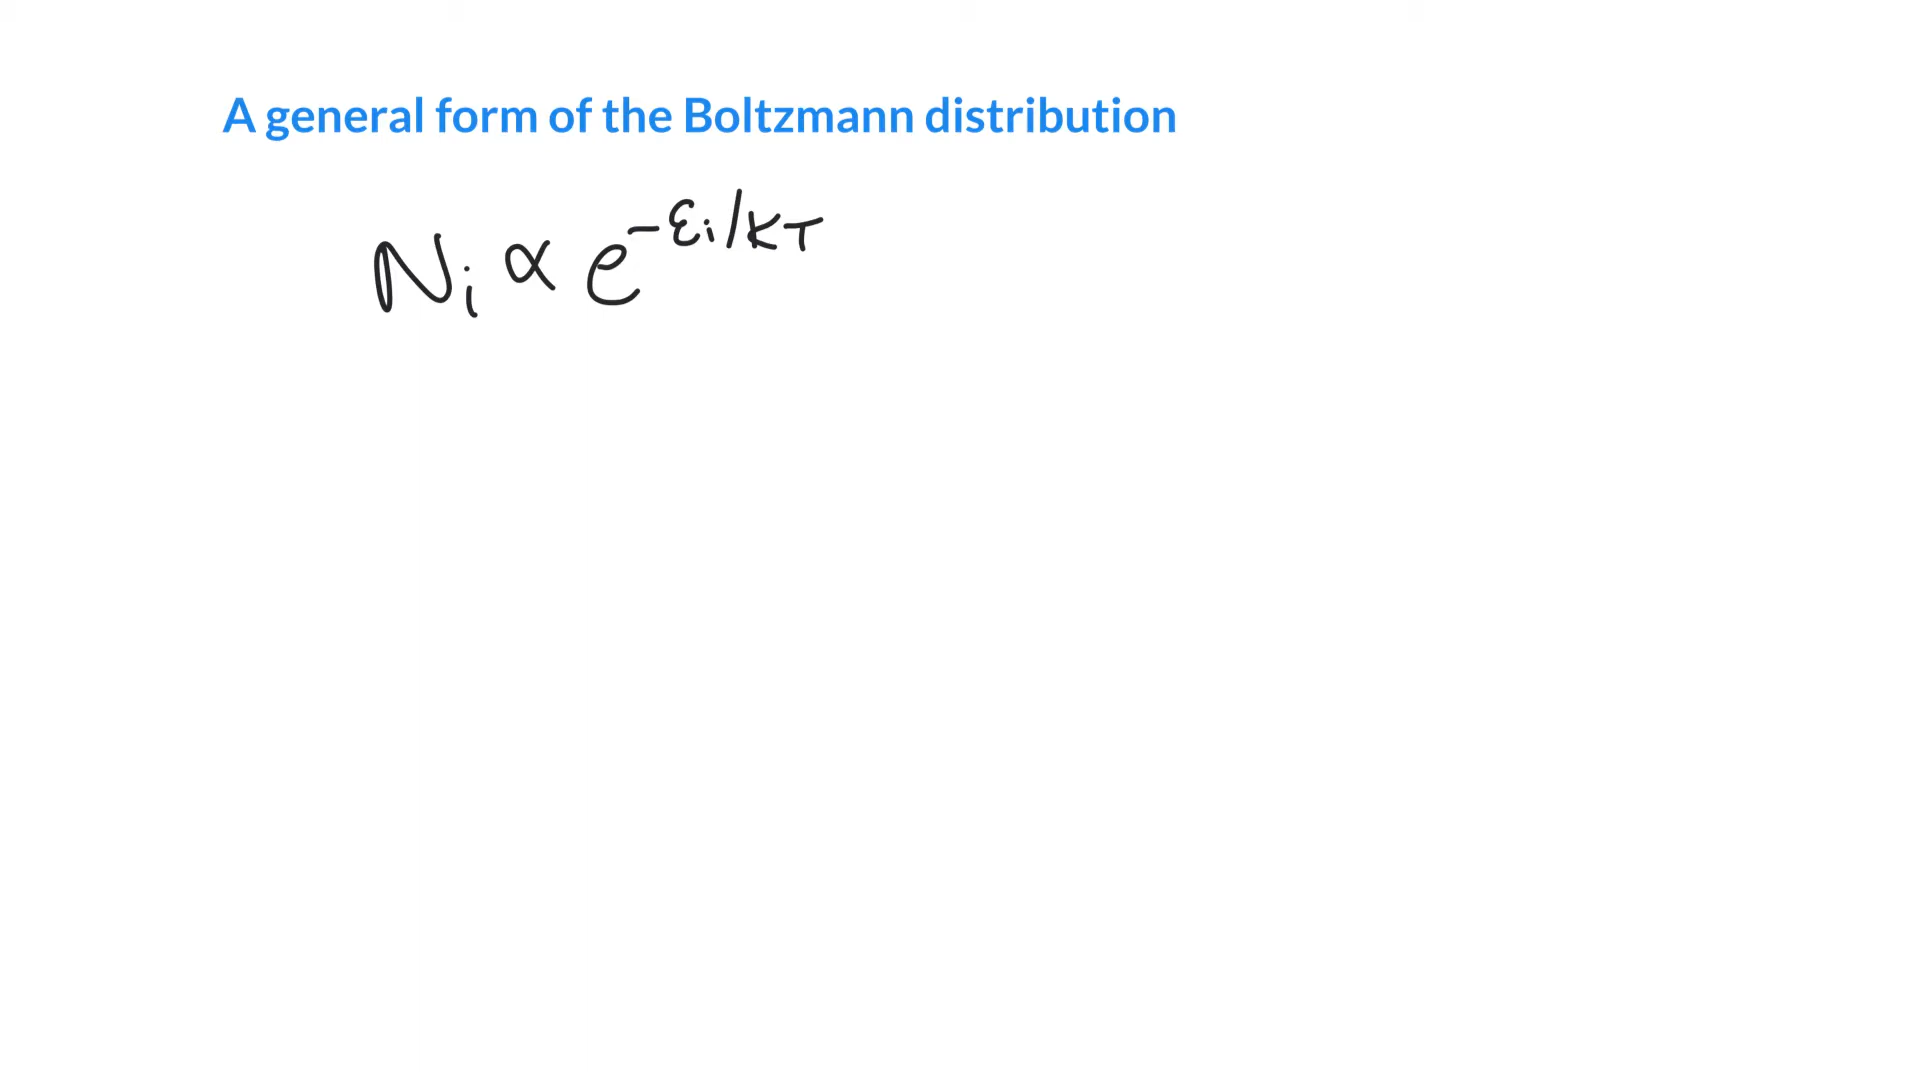 A general form of the Boltzmann distribution
Nᵢ ∝ e^(-εᵢ/kT)